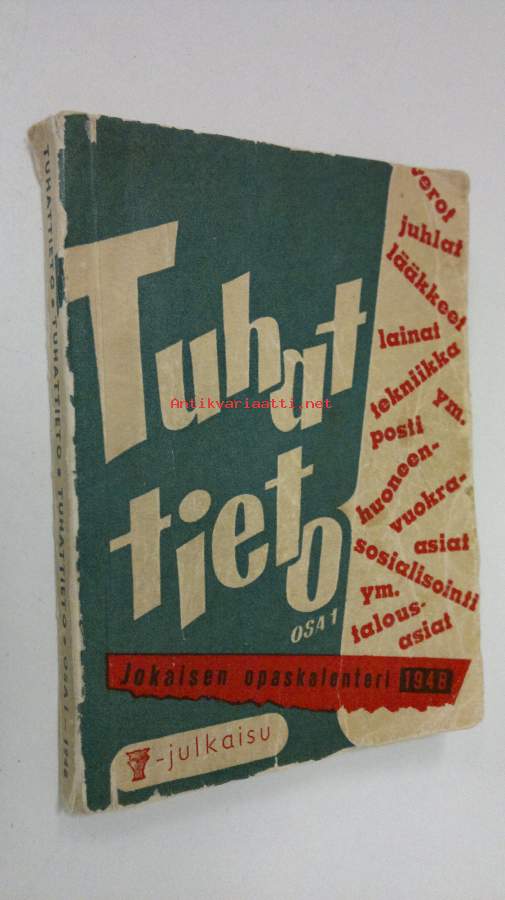 TUHATTIETO • TUHATTIETO • TUHATTIETO • OSA I – 1948
Tuhat
tieto
OSA 1
verot
juhlat
lääkkeet
lainat
tekniikka
ym.
posti
huoneen-
vuokra-
asiat
sosialisointi
ym.
talous-
asiat
Jokaisen opaskalenteri 1948
-julkaisu
Antikvariaatti.net